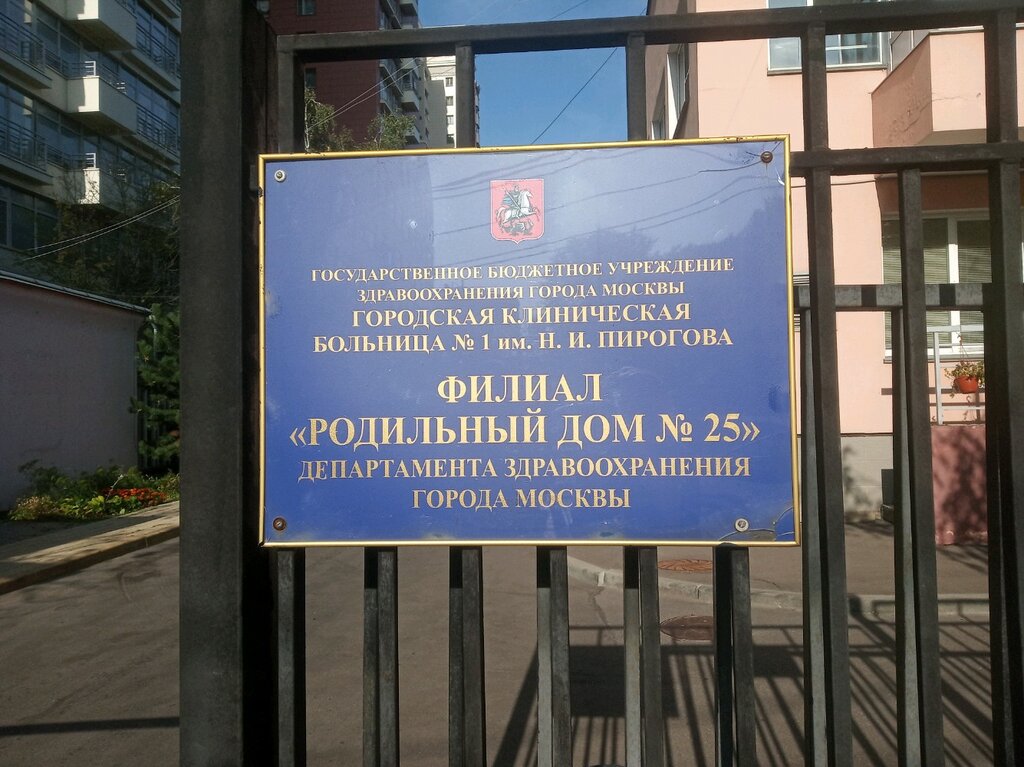 ГОСУДАРСТВЕННОЕ БЮДЖЕТНОЕ УЧРЕЖДЕНИЕ
ЗДРАВООХРАНЕНИЯ ГОРОДА МОСКВЫ
ГОРОДСКАЯ КЛИНИЧЕСКАЯ
БОЛЬНИЦА № 1 им. Н. И. ПИРОГОВА
ФИЛИАЛ
«РОДИЛЬНЫЙ ДОМ № 25»
ДЕПАРТАМЕНТА ЗДРАВООХРАНЕНИЯ
ГОРОДА МОСКВЫ